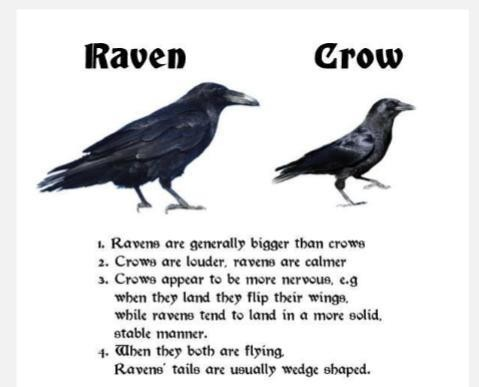 Raven Crow
1. Ravens are generally bigger than crows
2. Crows are louder, ravens are calmer
3. Crows appear to be more nervous, e.g
when they land they flip their wings,
while ravens tend to land in a more solid,
stable manner.
4. When they both are flying,
Ravens' tails are usually wedge shaped.